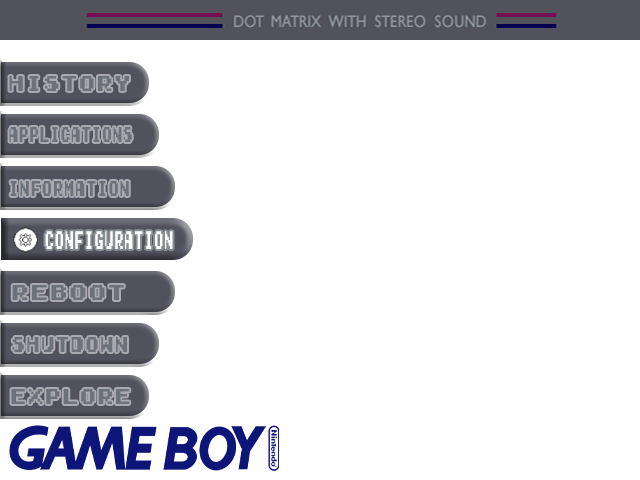 DOT MATRIX WITH STEREO SOUND
HISTORY
APPLICATIONS
INFORMATION
CONFIGURATION
REBOOT
SHUTDOWN
EXPLORE
GAME BOY Nintendo